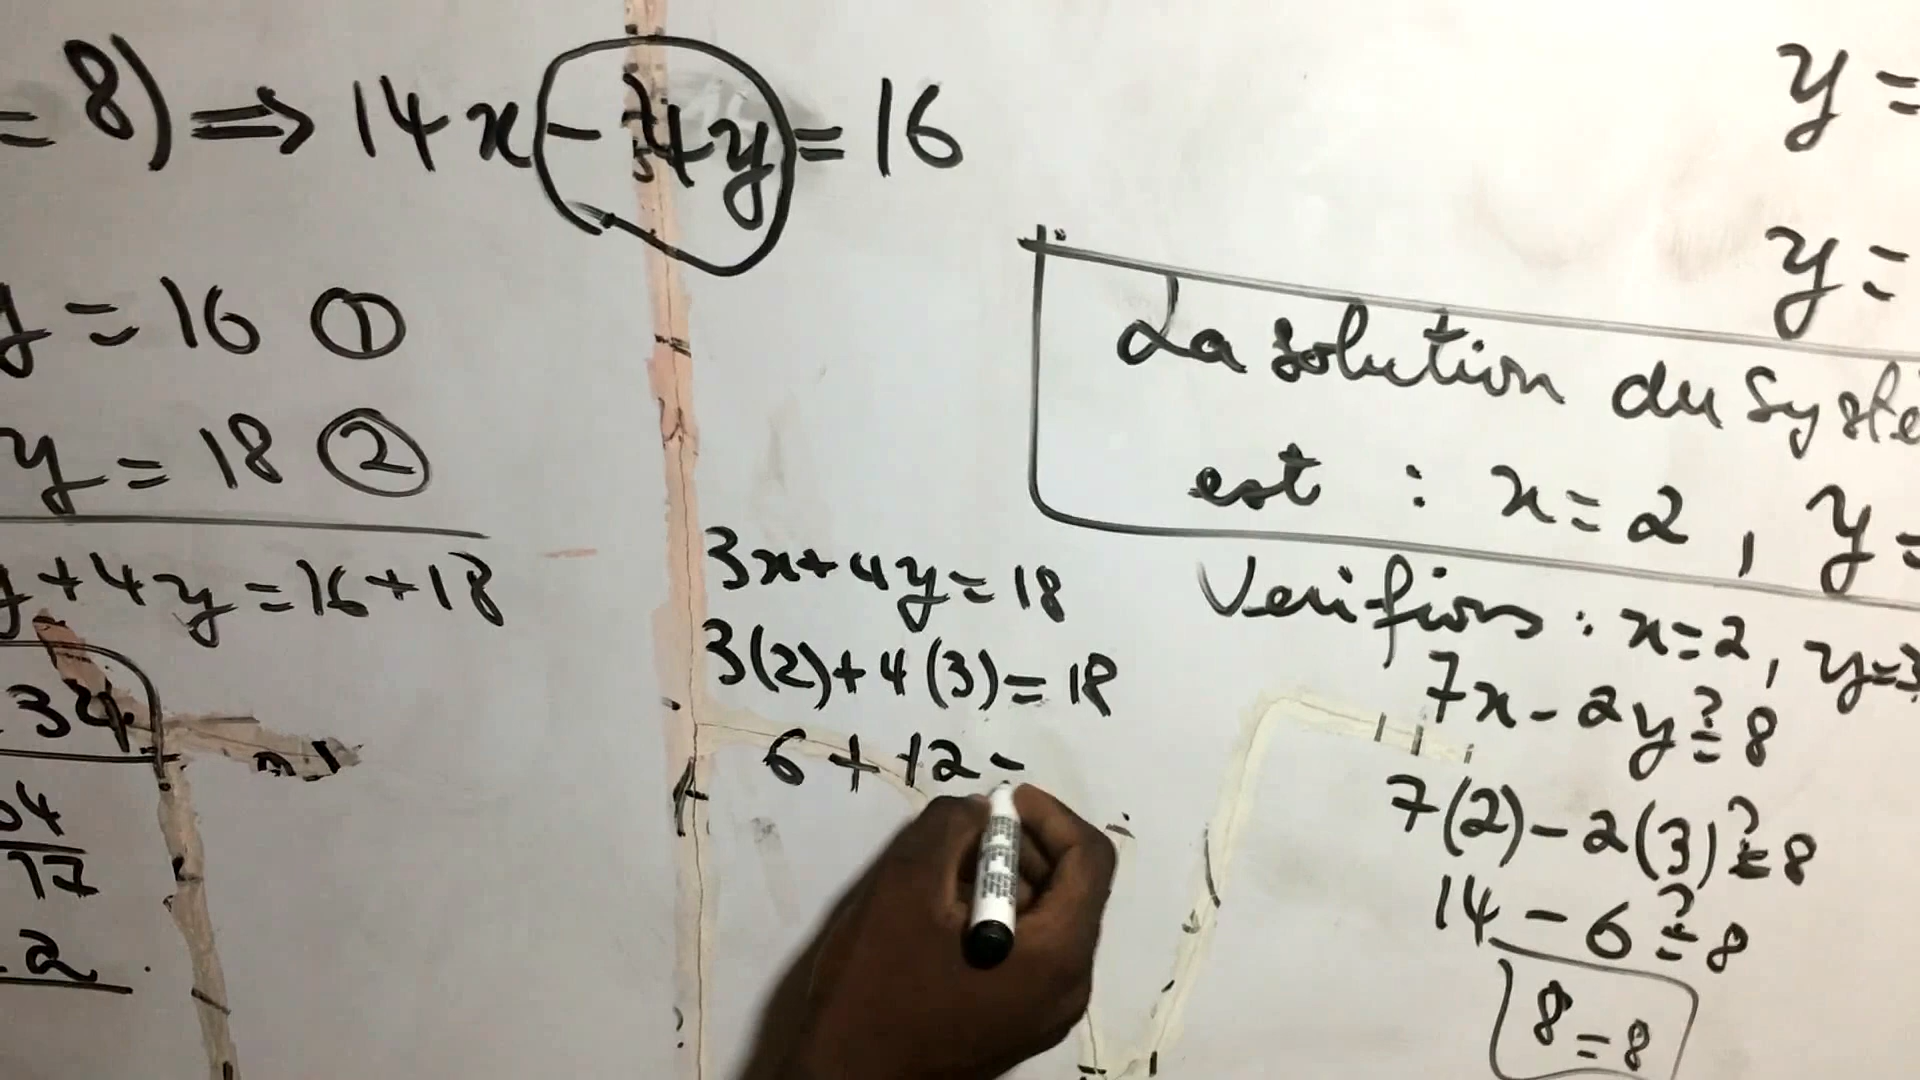 = 8) ⟹ 14x - 4y = 16
y = 16 ①
y = 18 ②
y + 4y = 16 + 18
34
34
17
2
3x + 4y = 18
3(2) + 4(3) = 18
6 + 12 =
y =
y =
La solution du Systè
est : x = 2 , y =
Verifions : x = 2 , y = 3
7x - 2y ≟ 8
7(2) - 2(3) ≟ 8
14 - 6 ≟ 8
8 = 8